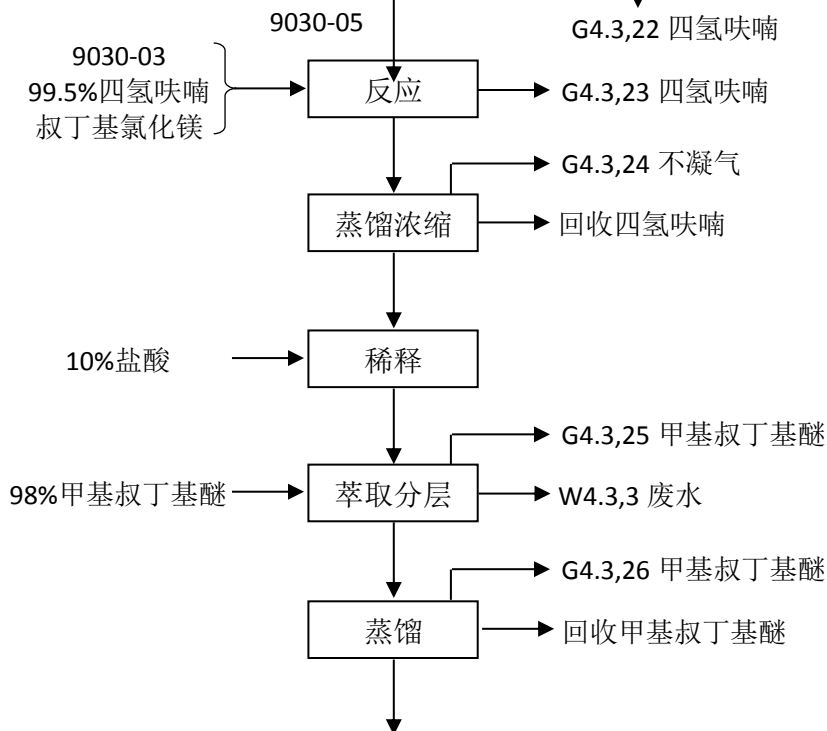 9030-05
G4.3,22 四氢呋喃
9030-03
99.5%四氢呋喃
叔丁基氯化镁
反应
G4.3,23 四氢呋喃
G4.3,24 不凝气
蒸馏浓缩
回收四氢呋喃
10%盐酸
稀释
G4.3,25 甲基叔丁基醚
98%甲基叔丁基醚
萃取分层
W4.3,3 废水
G4.3,26 甲基叔丁基醚
蒸馏
回收甲基叔丁基醚